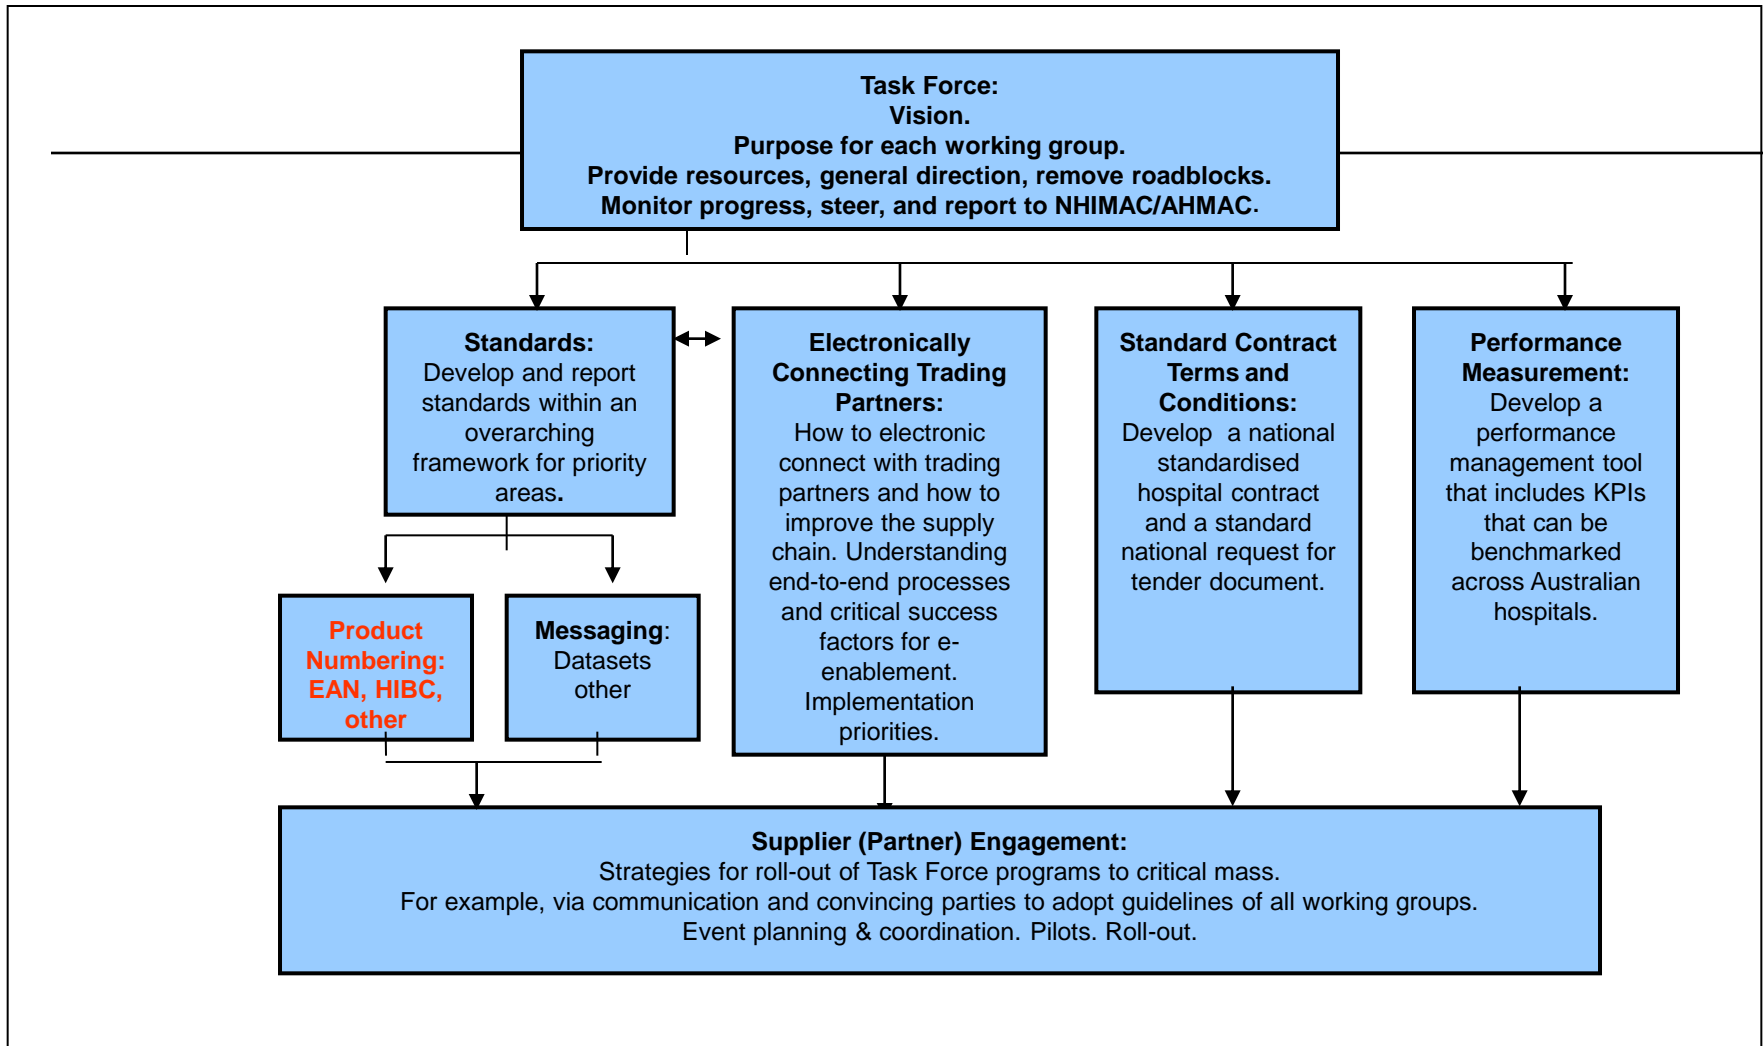 Task Force:
Vision.
Purpose for each working group.
Provide resources, general direction, remove roadblocks.
Monitor progress, steer, and report to NHIMAC/AHMAC.
Standards:
Develop and report
standards within an
overarching
framework for priority
areas.
Electronically
Connecting Trading
Partners:
How to electronic
connect with trading
partners and how to
improve the supply
chain. Understanding
end-to-end processes
and critical success
factors for e-
enablement.
Implementation
priorities.
Standard Contract
Terms and
Conditions:
Develop  a national
standardised
hospital contract
and a standard
national request for
tender document.
Performance
Measurement:
Develop a
performance
management tool
that includes KPIs
that can be
benchmarked
across Australian
hospitals.
Product
Numbering:
EAN, HIBC,
other
Messaging:
Datasets
other
Supplier (Partner) Engagement:
Strategies for roll-out of Task Force programs to critical mass.
For example, via communication and convincing parties to adopt guidelines of all working groups.
Event planning & coordination. Pilots. Roll-out.